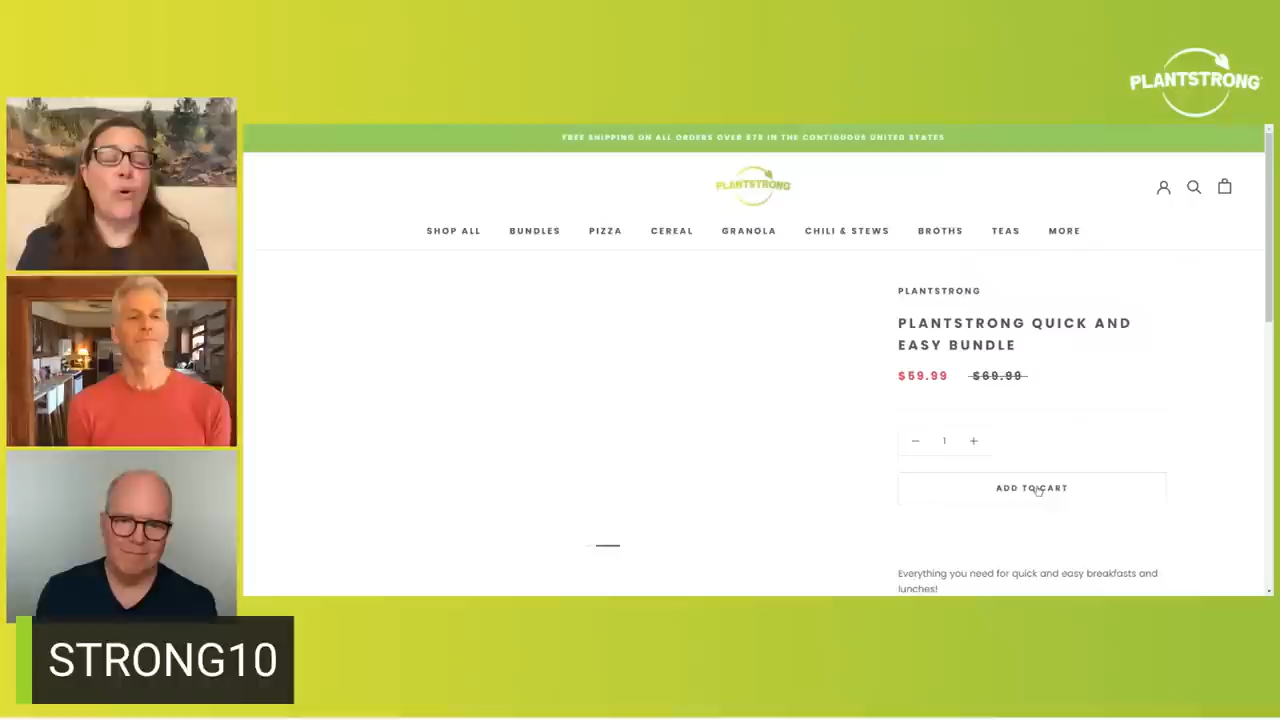 PLANTSTRONG
FREE SHIPPING ON ALL ORDERS OVER $75 IN THE CONTIGUOUS UNITED STATES
PLANTSTRONG
SHOP ALL BUNDLES PIZZA CEREAL GRANOLA CHILI & STEWS BROTHS TEAS MORE
PLANTSTRONG
PLANTSTRONG QUICK AND
EASY BUNDLE
$59.99 $69.99
− 1 +
ADD TO CART
Everything you need for quick and easy breakfasts and
lunches!
STRONG10